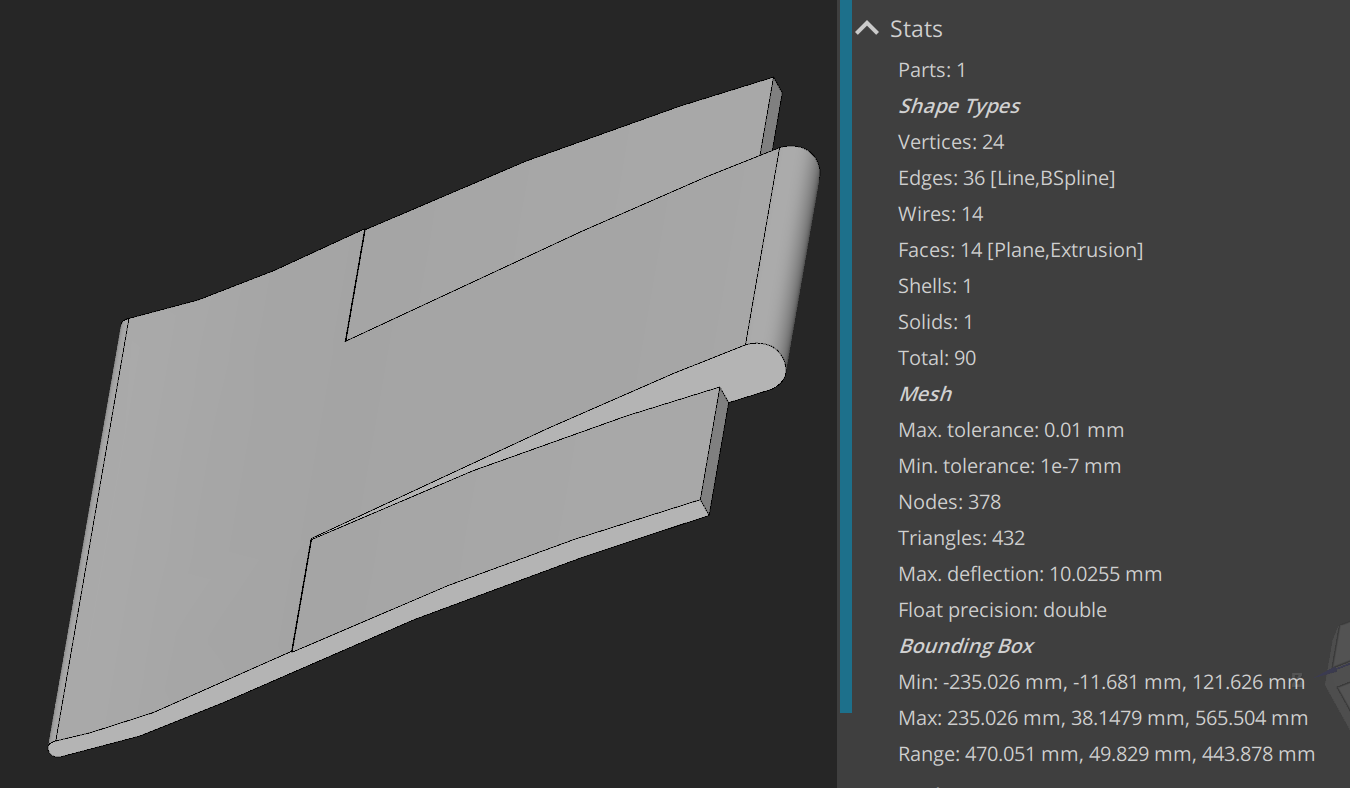 Stats
Parts: 1
Shape Types
Vertices: 24
Edges: 36 [Line,BSpline]
Wires: 14
Faces: 14 [Plane,Extrusion]
Shells: 1
Solids: 1
Total: 90
Mesh
Max. tolerance: 0.01 mm
Min. tolerance: 1e-7 mm
Nodes: 378
Triangles: 432
Max. deflection: 10.0255 mm
Float precision: double
Bounding Box
Min: -235.026 mm, -11.681 mm, 121.626 mm
Max: 235.026 mm, 38.1479 mm, 565.504 mm
Range: 470.051 mm, 49.829 mm, 443.878 mm